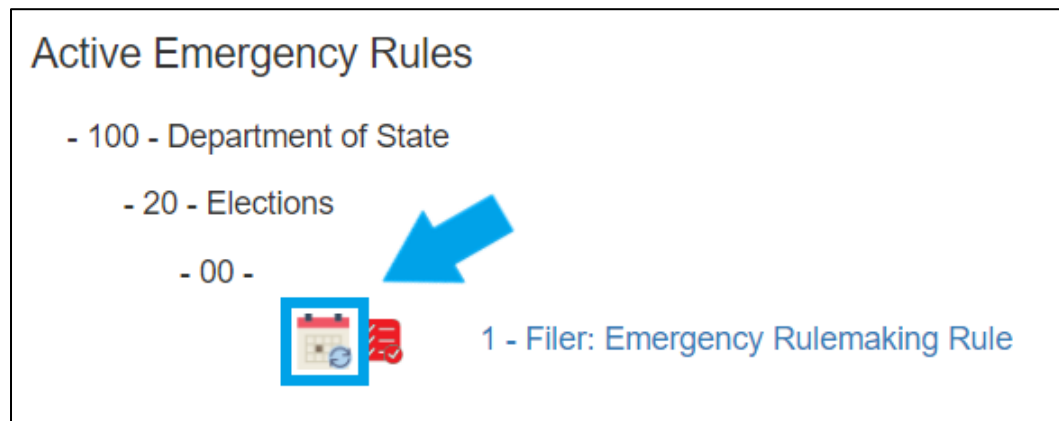 Active Emergency Rules
- 100 - Department of State
- 20 - Elections
- 00 -
1 - Filer: Emergency Rulemaking Rule